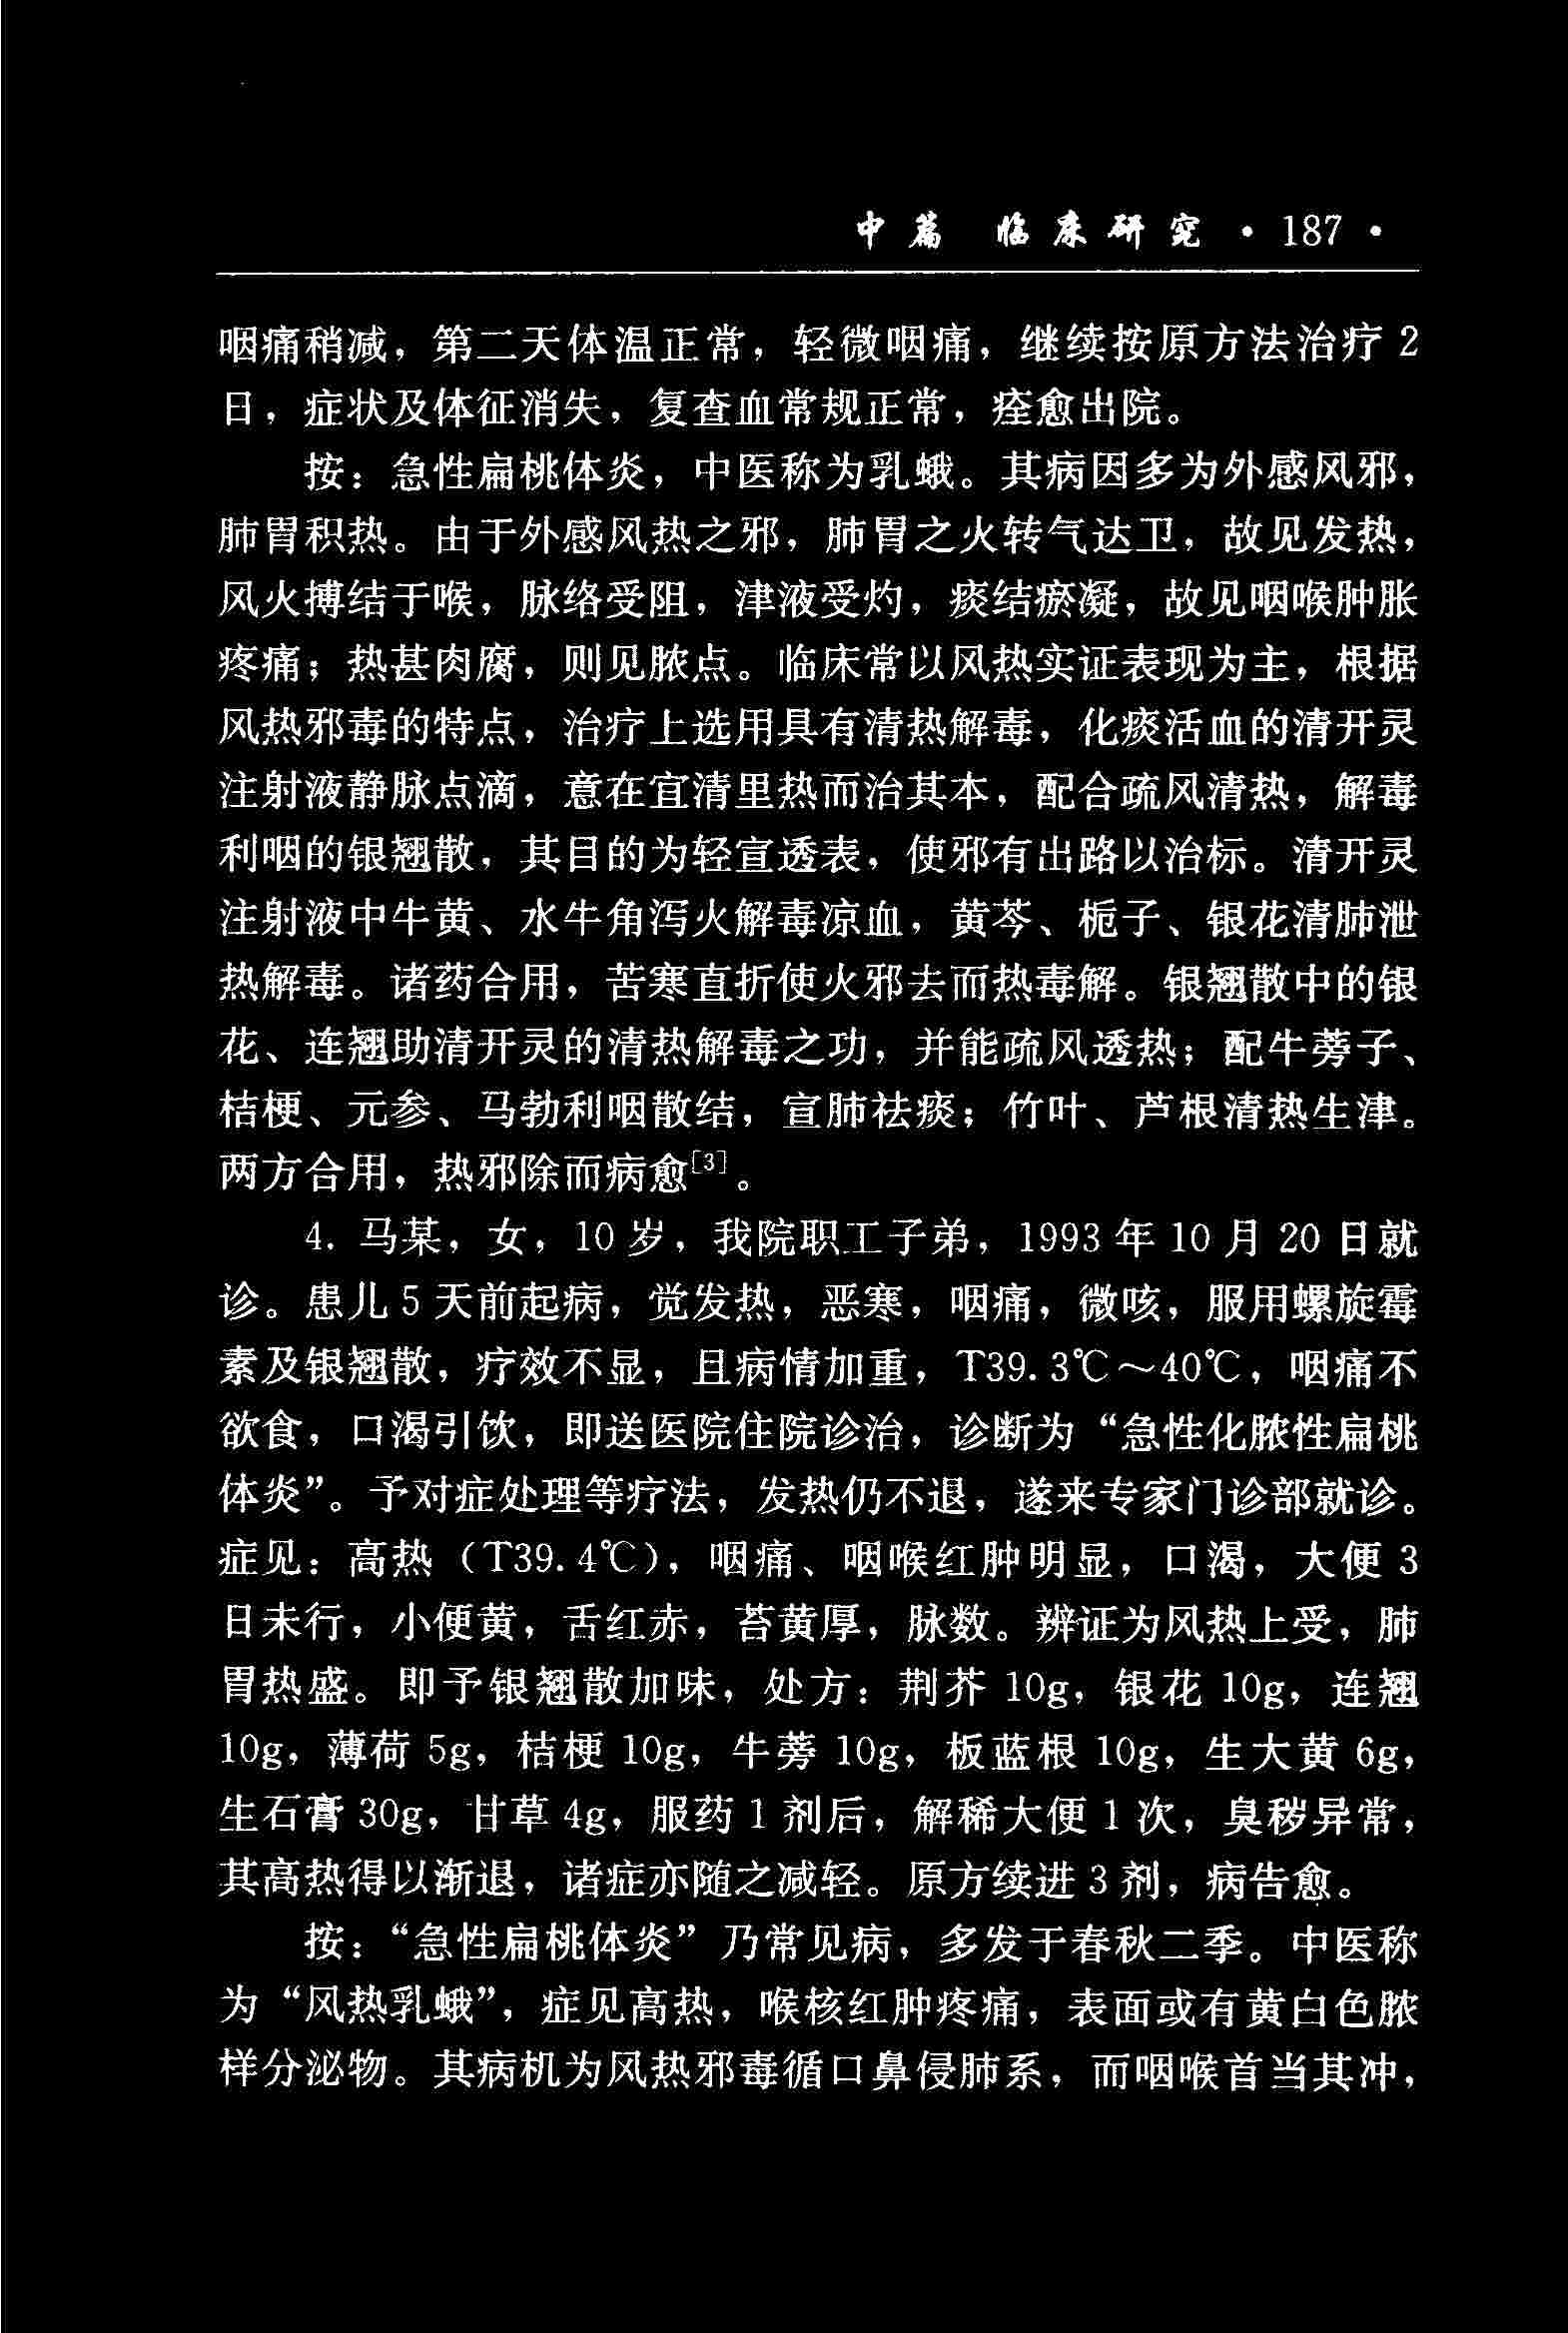 中篇 临床研究 · 187 ·
咽痛稍减，第二天体温正常，轻微咽痛，继续按原方法治疗 2
日，症状及体征消失，复查血常规正常，痊愈出院。
按：急性扁桃体炎，中医称为乳蛾。其病因多为外感风邪，
肺胃积热。由于外感风热之邪，肺胃之火转气达卫，故见发热，
风火搏结于喉，脉络受阻，津液受灼，痰结瘀凝，故见咽喉肿胀
疼痛；热甚肉腐，则见脓点。临床常以风热实证表现为主，根据
风热邪毒的特点，治疗上选用具有清热解毒，化痰活血的清开灵
注射液静脉点滴，意在宜清里热而治其本，配合疏风清热，解毒
利咽的银翘散，其目的为轻宣透表，使邪有出路以治标。清开灵
注射液中牛黄、水牛角泻火解毒凉血，黄芩、栀子、银花清肺泄
热解毒。诸药合用，苦寒直折使火邪去而热毒解。银翘散中的银
花、连翘助清开灵的清热解毒之功，并能疏风透热；配牛蒡子、
桔梗、元参、马勃利咽散结，宣肺祛痰；竹叶、芦根清热生津。
两方合用，热邪除而病愈[3]。
4. 马某，女，10 岁，我院职工子弟，1993 年 10 月 20 日就
诊。患儿 5 天前起病，觉发热，恶寒，咽痛，微咳，服用螺旋霉
素及银翘散，疗效不显，且病情加重，T39.3℃～40℃，咽痛不
欲食，口渴引饮，即送医院住院诊治，诊断为“急性化脓性扁桃
体炎”。予对症处理等疗法，发热仍不退，遂来专家门诊部就诊。
症见：高热（T39.4℃），咽痛、咽喉红肿明显，口渴，大便 3
日未行，小便黄，舌红赤，苔黄厚，脉数。辨证为风热上受，肺
胃热盛。即予银翘散加味，处方：荆芥 10g，银花 10g，连翘
10g，薄荷 5g，桔梗 10g，牛蒡 10g，板蓝根 10g，生大黄 6g，
生石膏 30g，甘草 4g，服药 1 剂后，解稀大便 1 次，臭秽异常，
其高热得以渐退，诸症亦随之减轻。原方续进 3 剂，病告愈。
按：“急性扁桃体炎”乃常见病，多发于春秋二季。中医称
为“风热乳蛾”，症见高热，喉核红肿疼痛，表面或有黄白色脓
样分泌物。其病机为风热邪毒循口鼻侵肺系，而咽喉首当其冲，